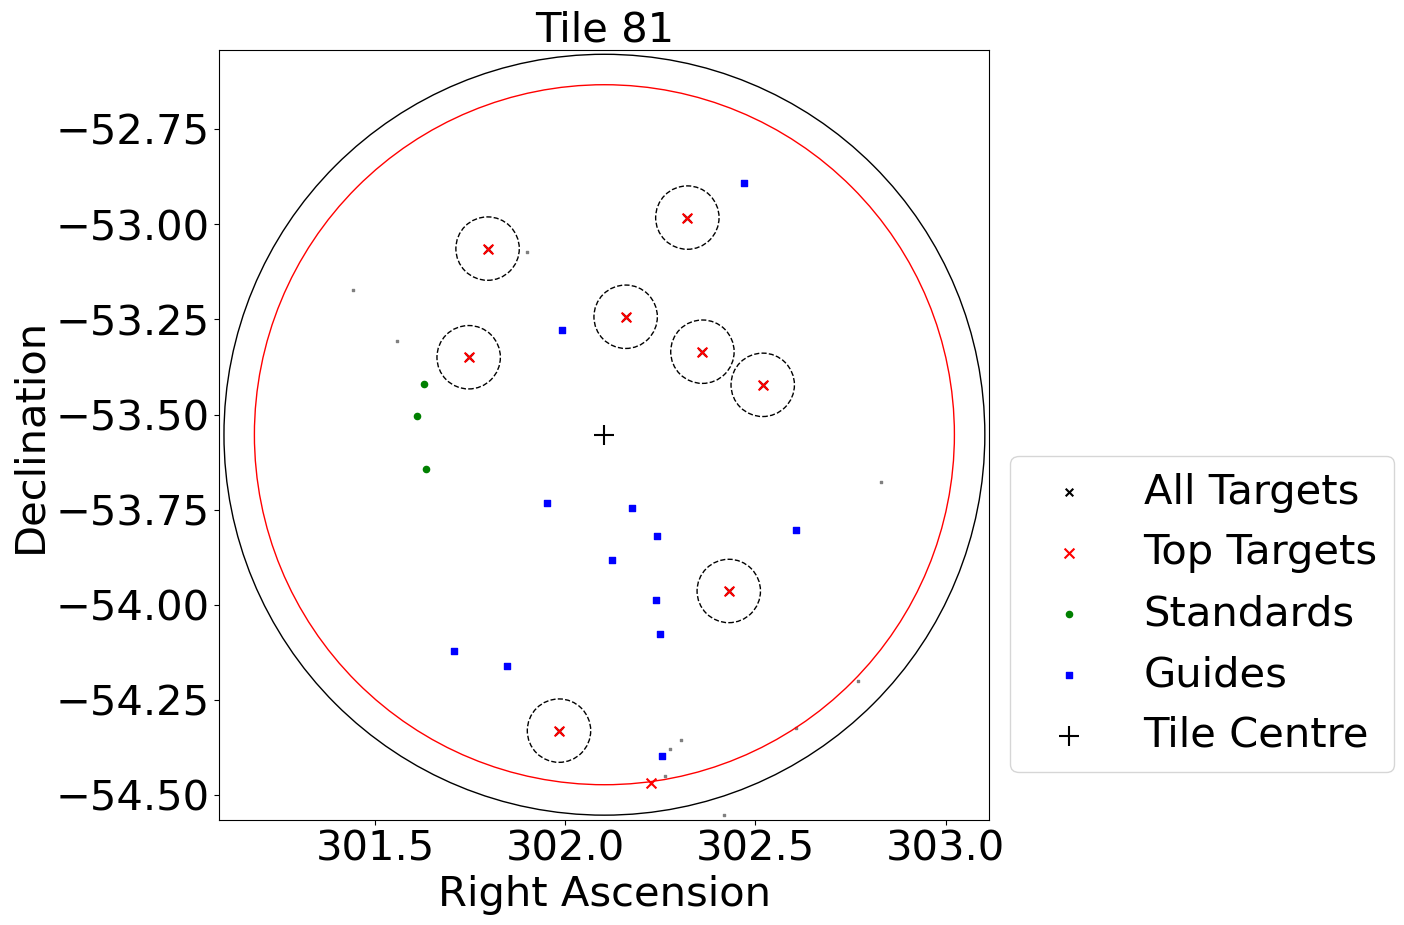 Tile 81
−52.75
−53.00
−53.25
−53.50
−53.75
−54.00
−54.25
−54.50
Declination
301.5 302.0 302.5 303.0
Right Ascension
All Targets
Top Targets
Standards
Guides
Tile Centre